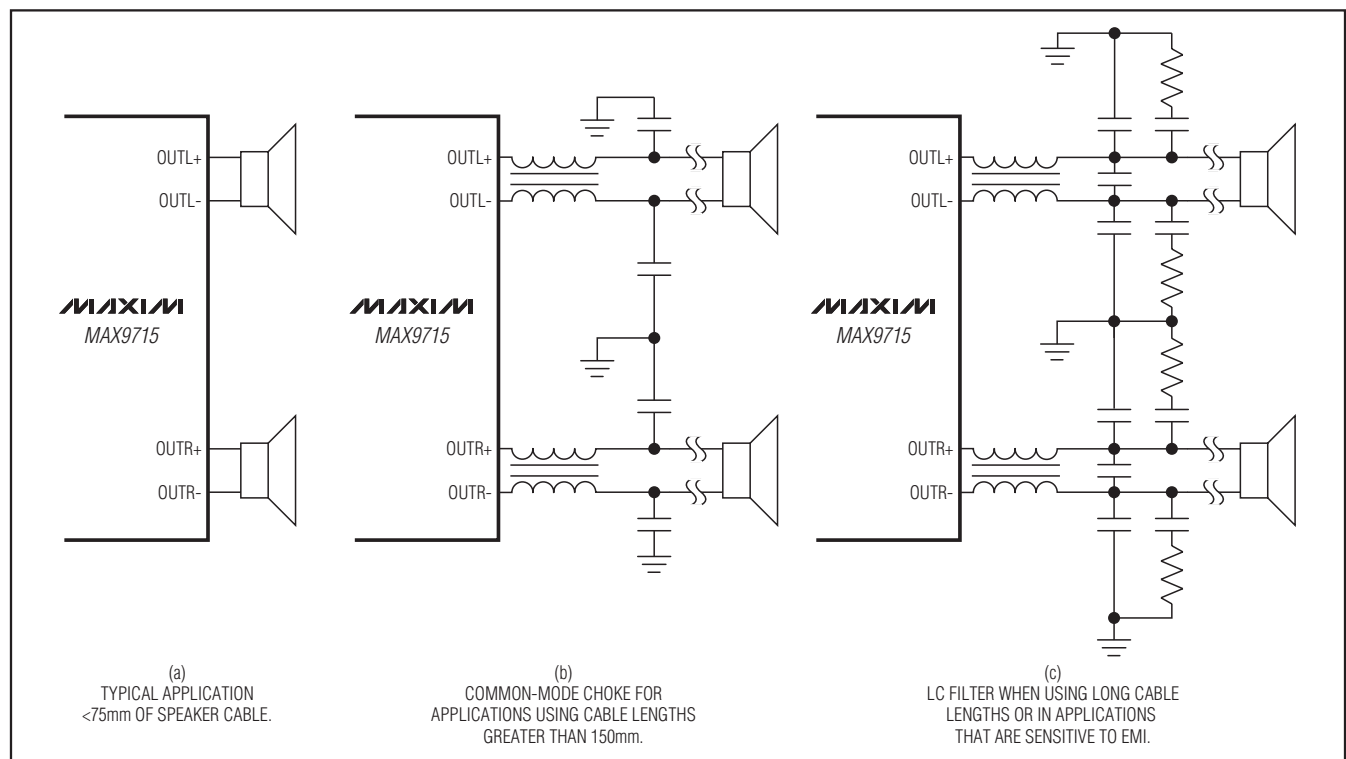 OUTL+
OUTL-
MAXIM
MAX9715
OUTR+
OUTR-
(a)
TYPICAL APPLICATION
<75mm OF SPEAKER CABLE.
OUTL+
OUTL-
MAXIM
MAX9715
OUTR+
OUTR-
(b)
COMMON-MODE CHOKE FOR
APPLICATIONS USING CABLE LENGTHS
GREATER THAN 150mm.
OUTL+
OUTL-
MAXIM
MAX9715
OUTR+
OUTR-
(c)
LC FILTER WHEN USING LONG CABLE
LENGTHS OR IN APPLICATIONS
THAT ARE SENSITIVE TO EMI.